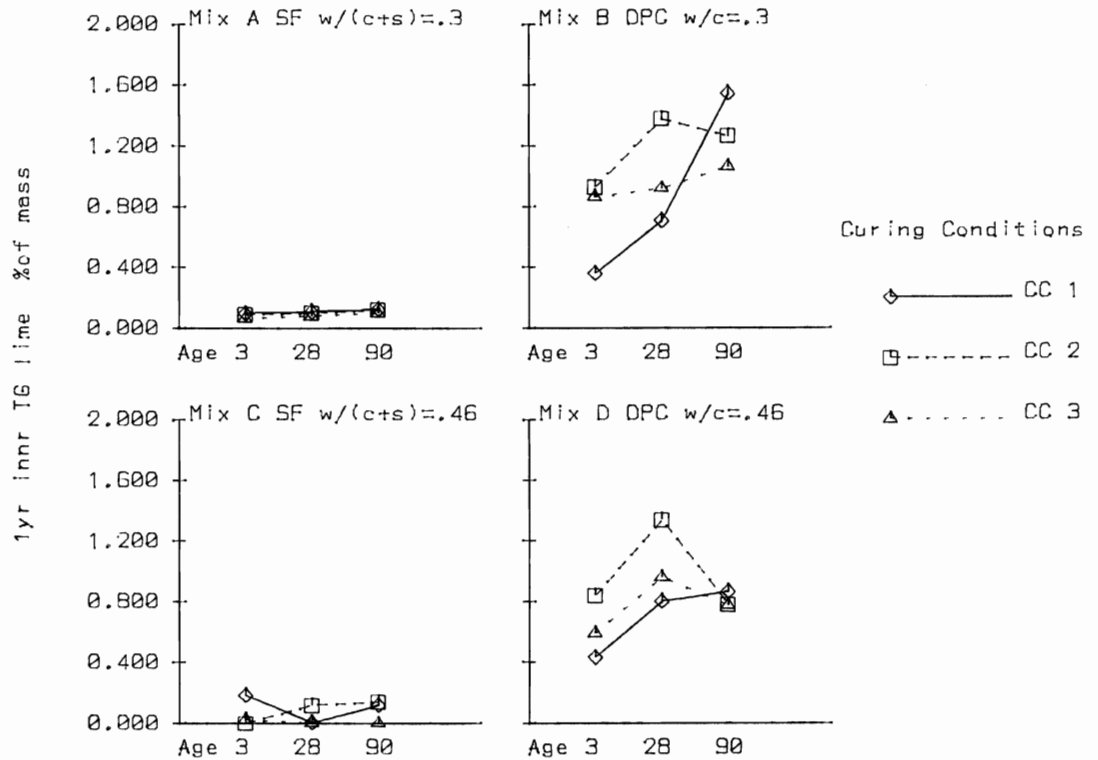 Mix A SF w/(c+s)=.3
2.000
1.600
1.200
0.800
0.400
0.000
Age 3 28 90
Mix B OPC w/c=.3
Age 3 28 90
Mix C SF w/(c+s)=.46
2.000
1.600
1.200
0.800
0.400
0.000
Age 3 28 90
Mix D OPC w/c=.46
Age 3 28 90
1yr innr TG lime %of mass
Curing Conditions
CC 1
CC 2
CC 3